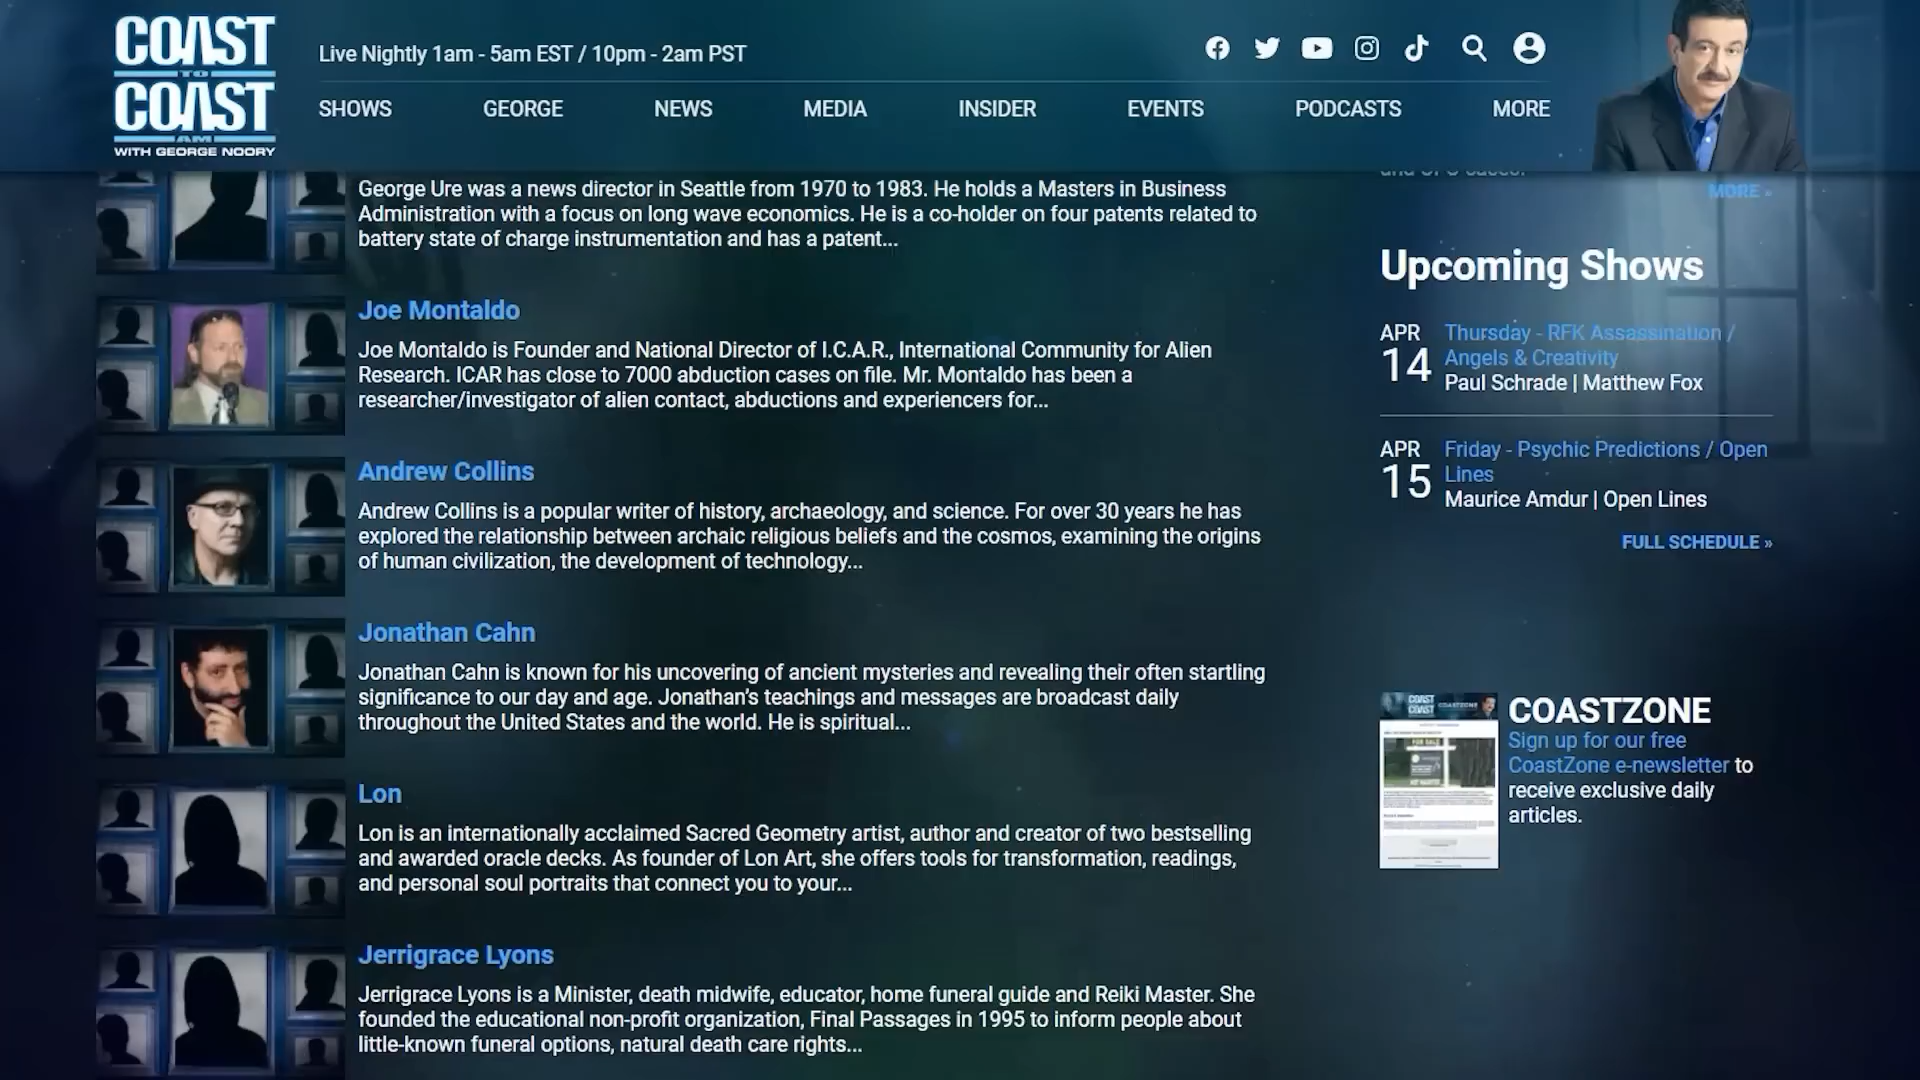 COAST
TO
COAST
AM
WITH GEORGE NOORY
Live Nightly 1am - 5am EST / 10pm - 2am PST
SHOWS GEORGE NEWS MEDIA INSIDER EVENTS PODCASTS MORE
George Ure was a news director in Seattle from 1970 to 1983. He holds a Masters in Business
Administration with a focus on long wave economics. He is a co-holder on four patents related to
battery state of charge instrumentation and has a patent...
Joe Montaldo
Joe Montaldo is Founder and National Director of I.C.A.R., International Community for Alien
Research. ICAR has close to 7000 abduction cases on file. Mr. Montaldo has been a
researcher/investigator of alien contact, abductions and experiencers for...
Andrew Collins
Andrew Collins is a popular writer of history, archaeology, and science. For over 30 years he has
explored the relationship between archaic religious beliefs and the cosmos, examining the origins
of human civilization, the development of technology...
Jonathan Cahn
Jonathan Cahn is known for his uncovering of ancient mysteries and revealing their often startling
significance to our day and age. Jonathan's teachings and messages are broadcast daily
throughout the United States and the world. He is spiritual...
Lon
Lon is an internationally acclaimed Sacred Geometry artist, author and creator of two bestselling
and awarded oracle decks. As founder of Lon Art, she offers tools for transformation, readings,
and personal soul portraits that connect you to your...
Jerrigrace Lyons
Jerrigrace Lyons is a Minister, death midwife, educator, home funeral guide and Reiki Master. She
founded the educational non-profit organization, Final Passages in 1995 to inform people about
little-known funeral options, natural death care rights...
MORE »
Upcoming Shows
APR
14
Thursday - RFK Assassination /
Angels & Creativity
Paul Schrade | Matthew Fox
APR
15
Friday - Psychic Predictions / Open
Lines
Maurice Amdur | Open Lines
FULL SCHEDULE »
COAST
COAST
COASTZONE
FOR SALE
COASTZONE
Sign up for our free
CoastZone e-newsletter to
receive exclusive daily
articles.